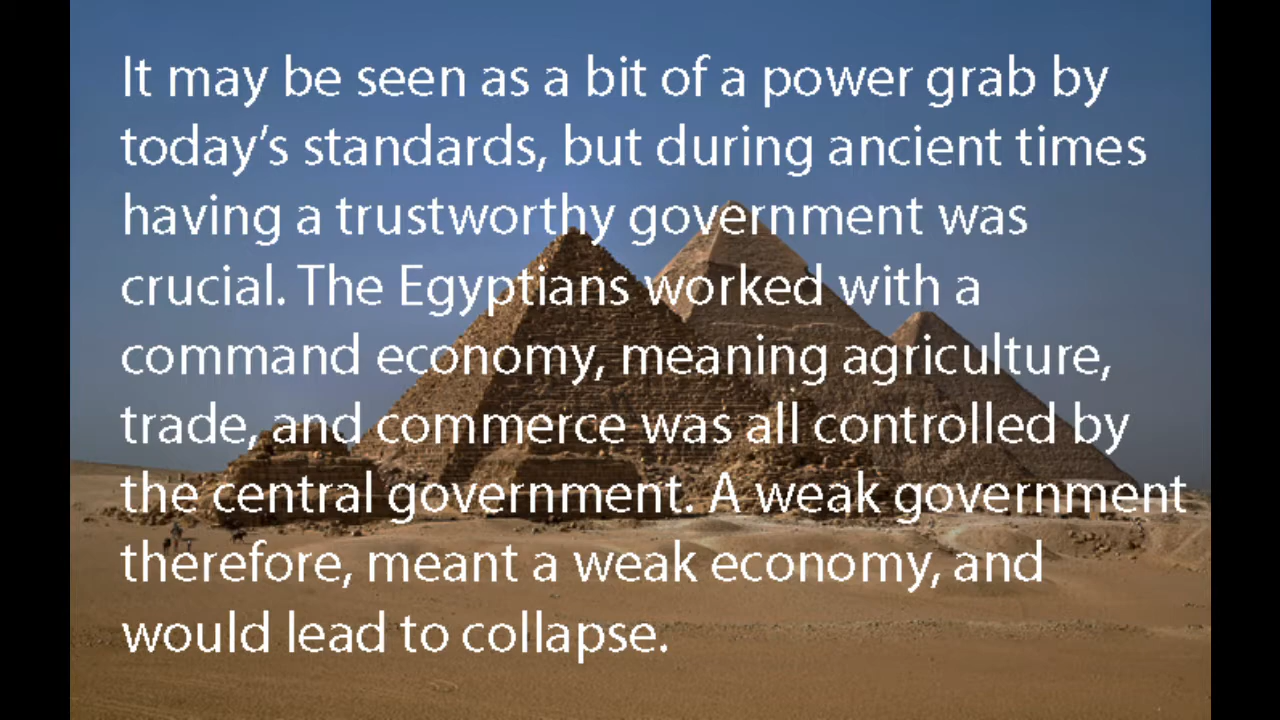 It may be seen as a bit of a power grab by
today's standards, but during ancient times
having a trustworthy government was
crucial. The Egyptians worked with a
command economy, meaning agriculture,
trade, and commerce was all controlled by
the central government. A weak government
therefore, meant a weak economy, and
would lead to collapse.